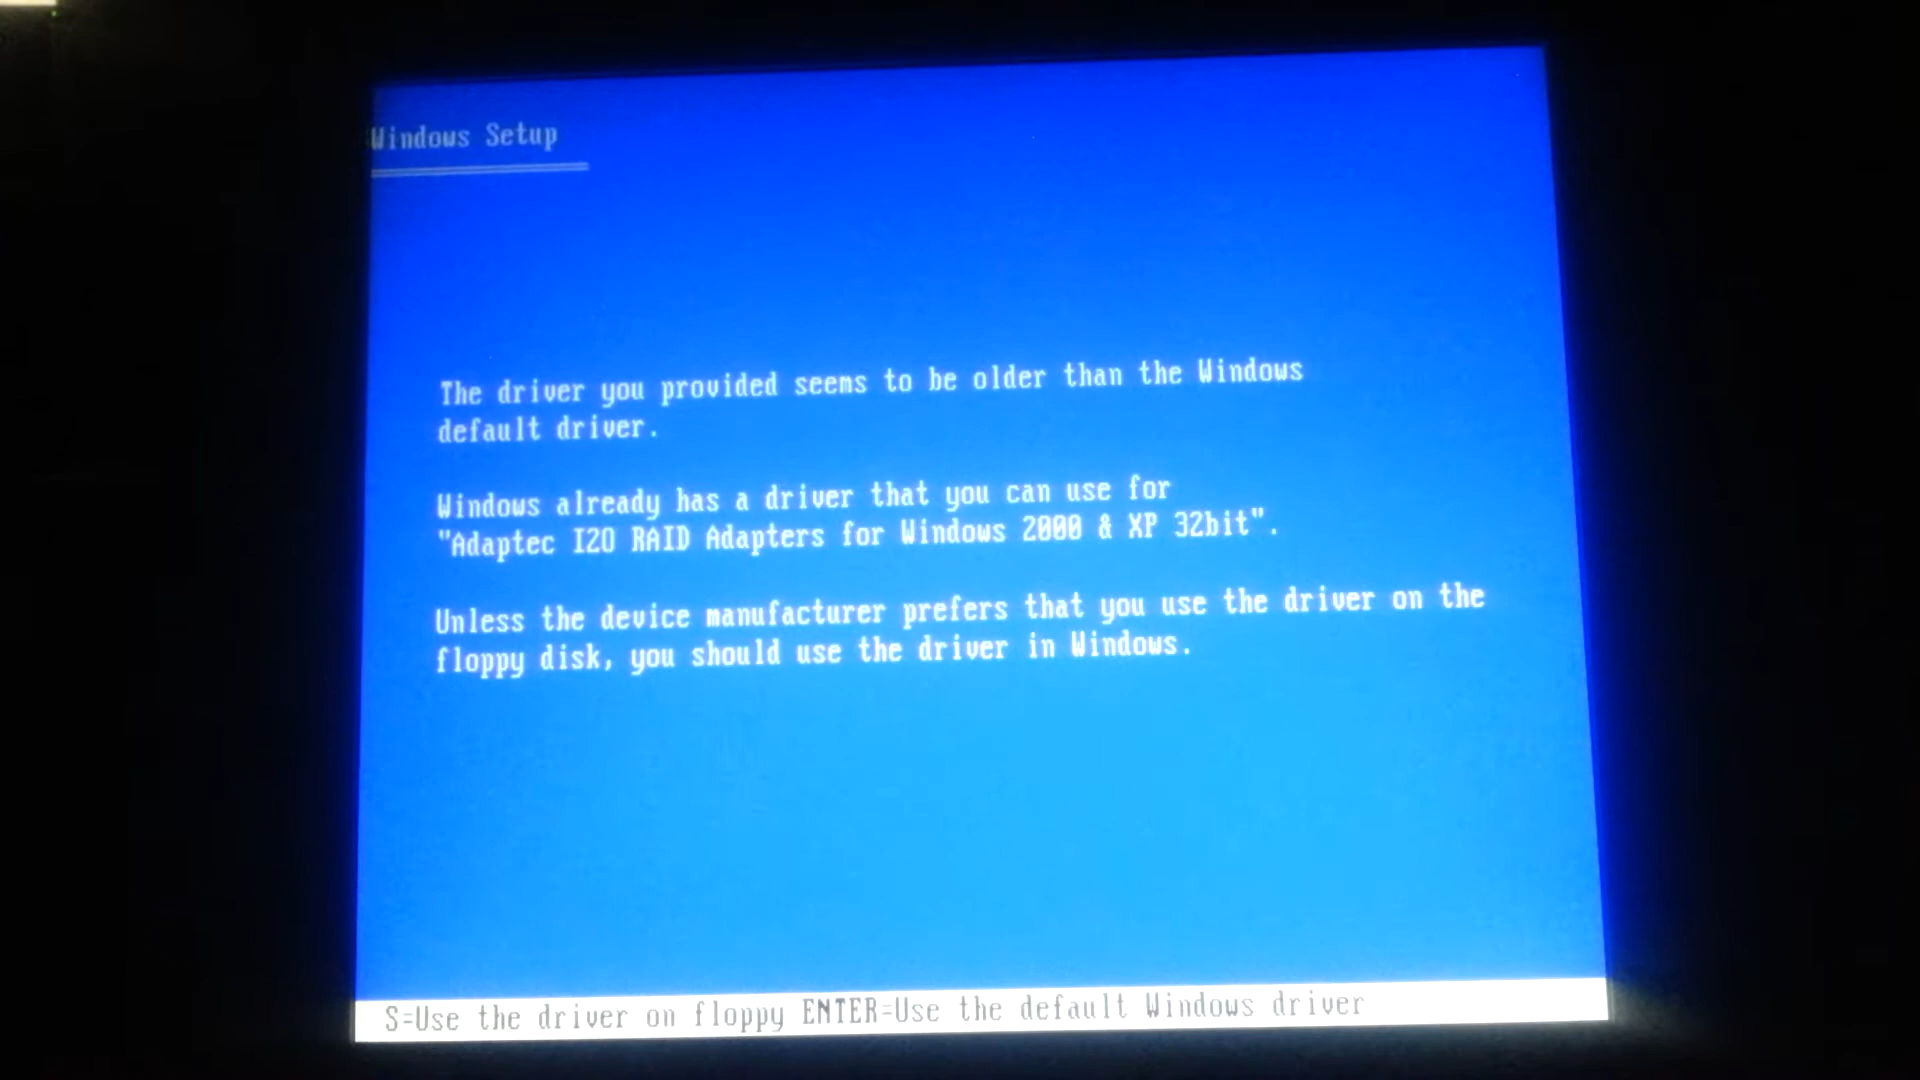 Windows Setup
The driver you provided seems to be older than the Windows
default driver.
Windows already has a driver that you can use for
"Adaptec I2O RAID Adapters for Windows 2000 & XP 32bit".
Unless the device manufacturer prefers that you use the driver on the
floppy disk, you should use the driver in Windows.
S=Use the driver on floppy ENTER=Use the default Windows driver